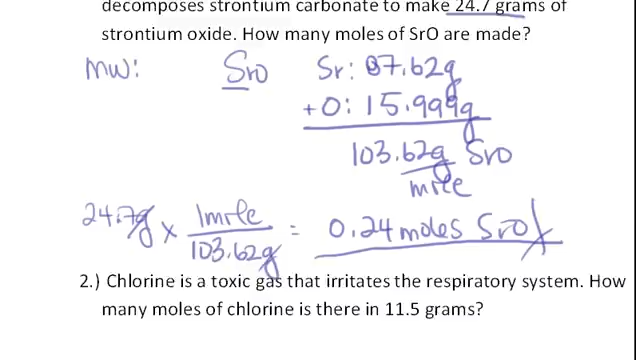 decomposes strontium carbonate to make 24.7 grams of
strontium oxide. How many moles of SrO are made?
MW: SrO Sr: 87.62g
+O: 15.999g
103.62g SrO
mole
24.7g x 1mole = 0.24 moles SrO
103.62g
2.) Chlorine is a toxic gas that irritates the respiratory system. How
many moles of chlorine is there in 11.5 grams?